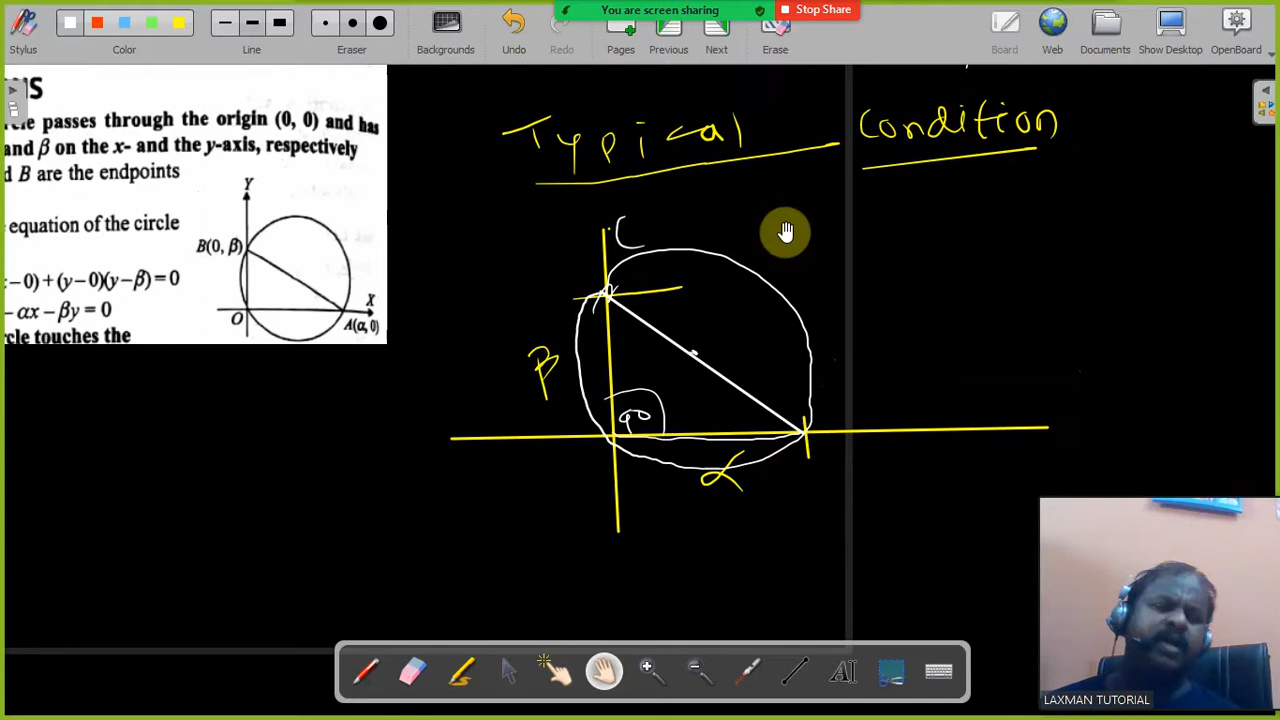 You are screen sharing
Stop Share
Stylus
Color
Line
Eraser
Backgrounds
Undo
Redo
Pages
Previous
Next
Erase
Board
Web
Documents
Show Desktop
OpenBoard
passes through the origin (0, 0) and has
and β on the x- and the y-axis, respectively
B are the endpoints
equation of the circle
−0) + (y−0)(y−β) = 0
− αx − βy = 0
touches the
Y
B(0, β)
O
X
A(α, 0)
Typical condition
C
β
90
α
LAXMAN TUTORIAL